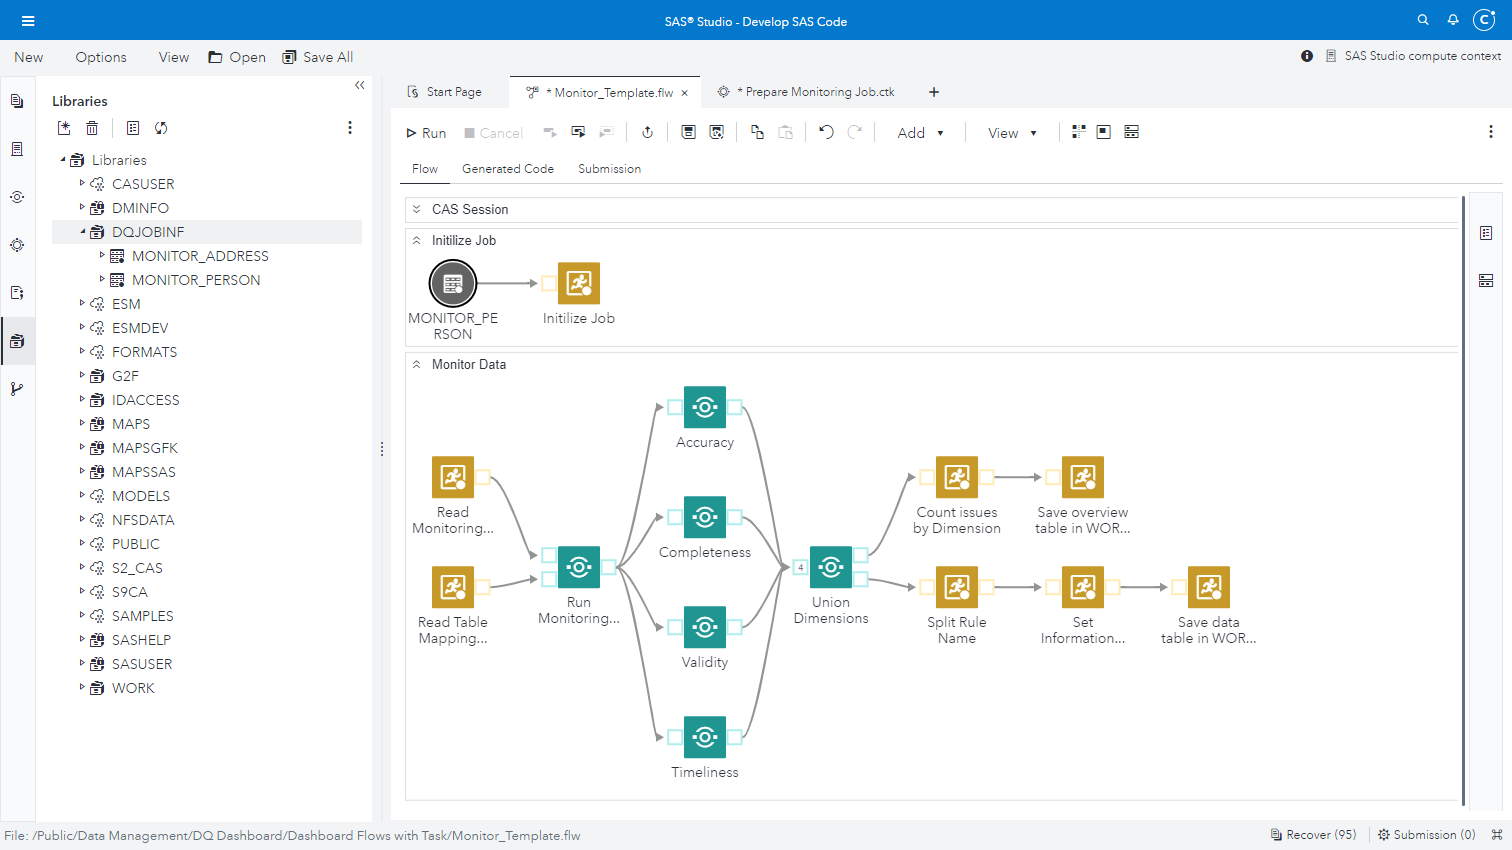 SAS® Studio - Develop SAS Code
C
New Options View Open Save All
SAS Studio compute context
Libraries
Libraries
CASUSER
DMINFO
DQJOBINF
MONITOR_ADDRESS
MONITOR_PERSON
ESM
ESMDEV
FORMATS
G2F
IDACCESS
MAPS
MAPSGFK
MAPSSAS
MODELS
NFSDATA
PUBLIC
S2_CAS
S9CA
SAMPLES
SASHELP
SASUSER
WORK
Start Page * Monitor_Template.flw × * Prepare Monitoring Job.ctk +
Run Cancel Add View
Flow Generated Code Submission
CAS Session
Initilize Job
MONITOR_PE
RSON
Initilize Job
Monitor Data
Read
Monitoring...
Read Table
Mapping...
Run
Monitoring...
Accuracy
Completeness
Validity
Timeliness
4
Union
Dimensions
Count issues
by Dimension
Save overview
table in WOR...
Split Rule
Name
Set
Information...
Save data
table in WOR...
File: /Public/Data Management/DQ Dashboard/Dashboard Flows with Task/Monitor_Template.flw
Recover (95) Submission (0)